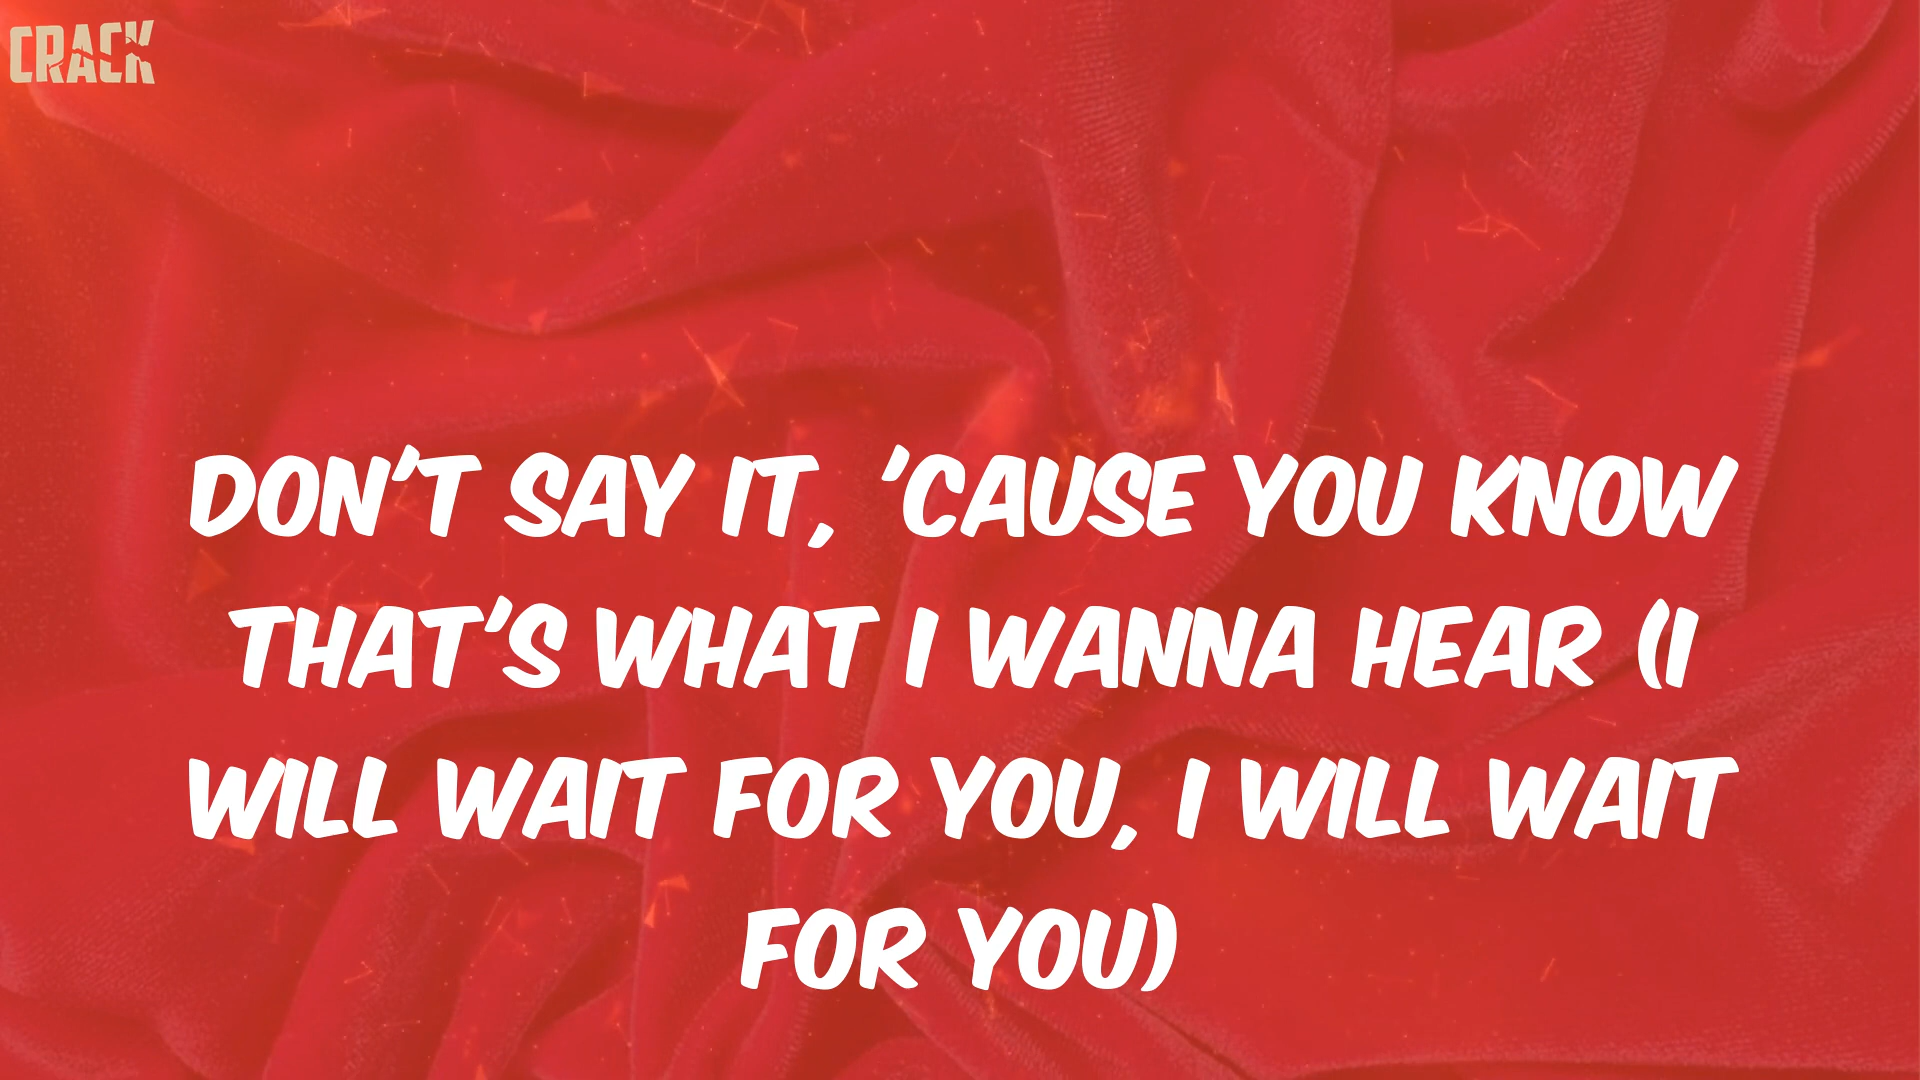 CRACK
DON'T SAY IT, 'CAUSE YOU KNOW
THAT'S WHAT I WANNA HEAR (I
WILL WAIT FOR YOU, I WILL WAIT
FOR YOU)